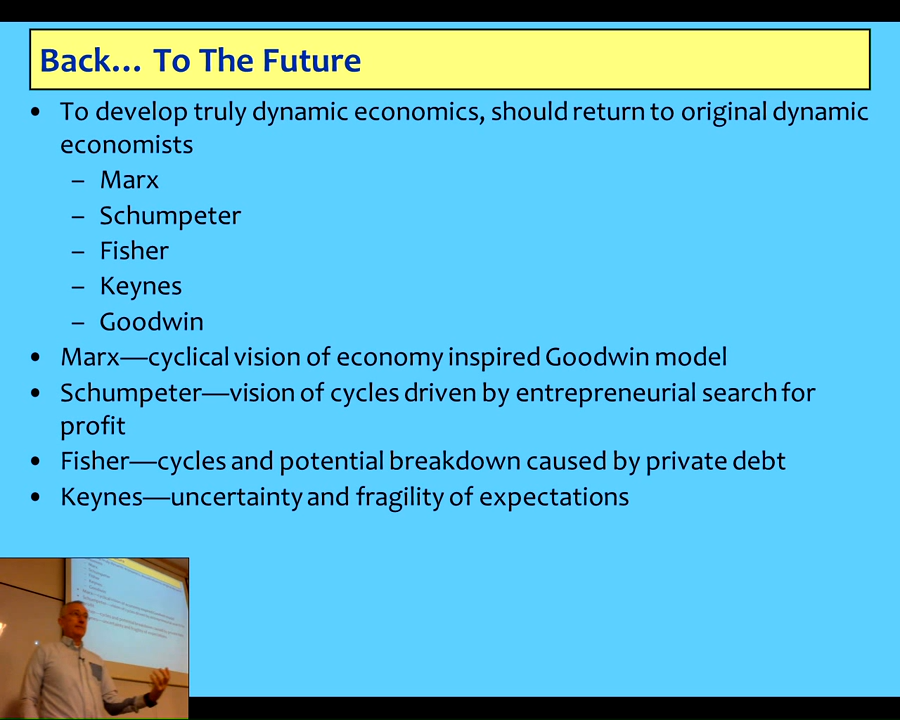 Back... To The Future
• To develop truly dynamic economics, should return to original dynamic
economists
– Marx
– Schumpeter
– Fisher
– Keynes
– Goodwin
• Marx—cyclical vision of economy inspired Goodwin model
• Schumpeter—vision of cycles driven by entrepreneurial search for
profit
• Fisher—cycles and potential breakdown caused by private debt
• Keynes—uncertainty and fragility of expectations